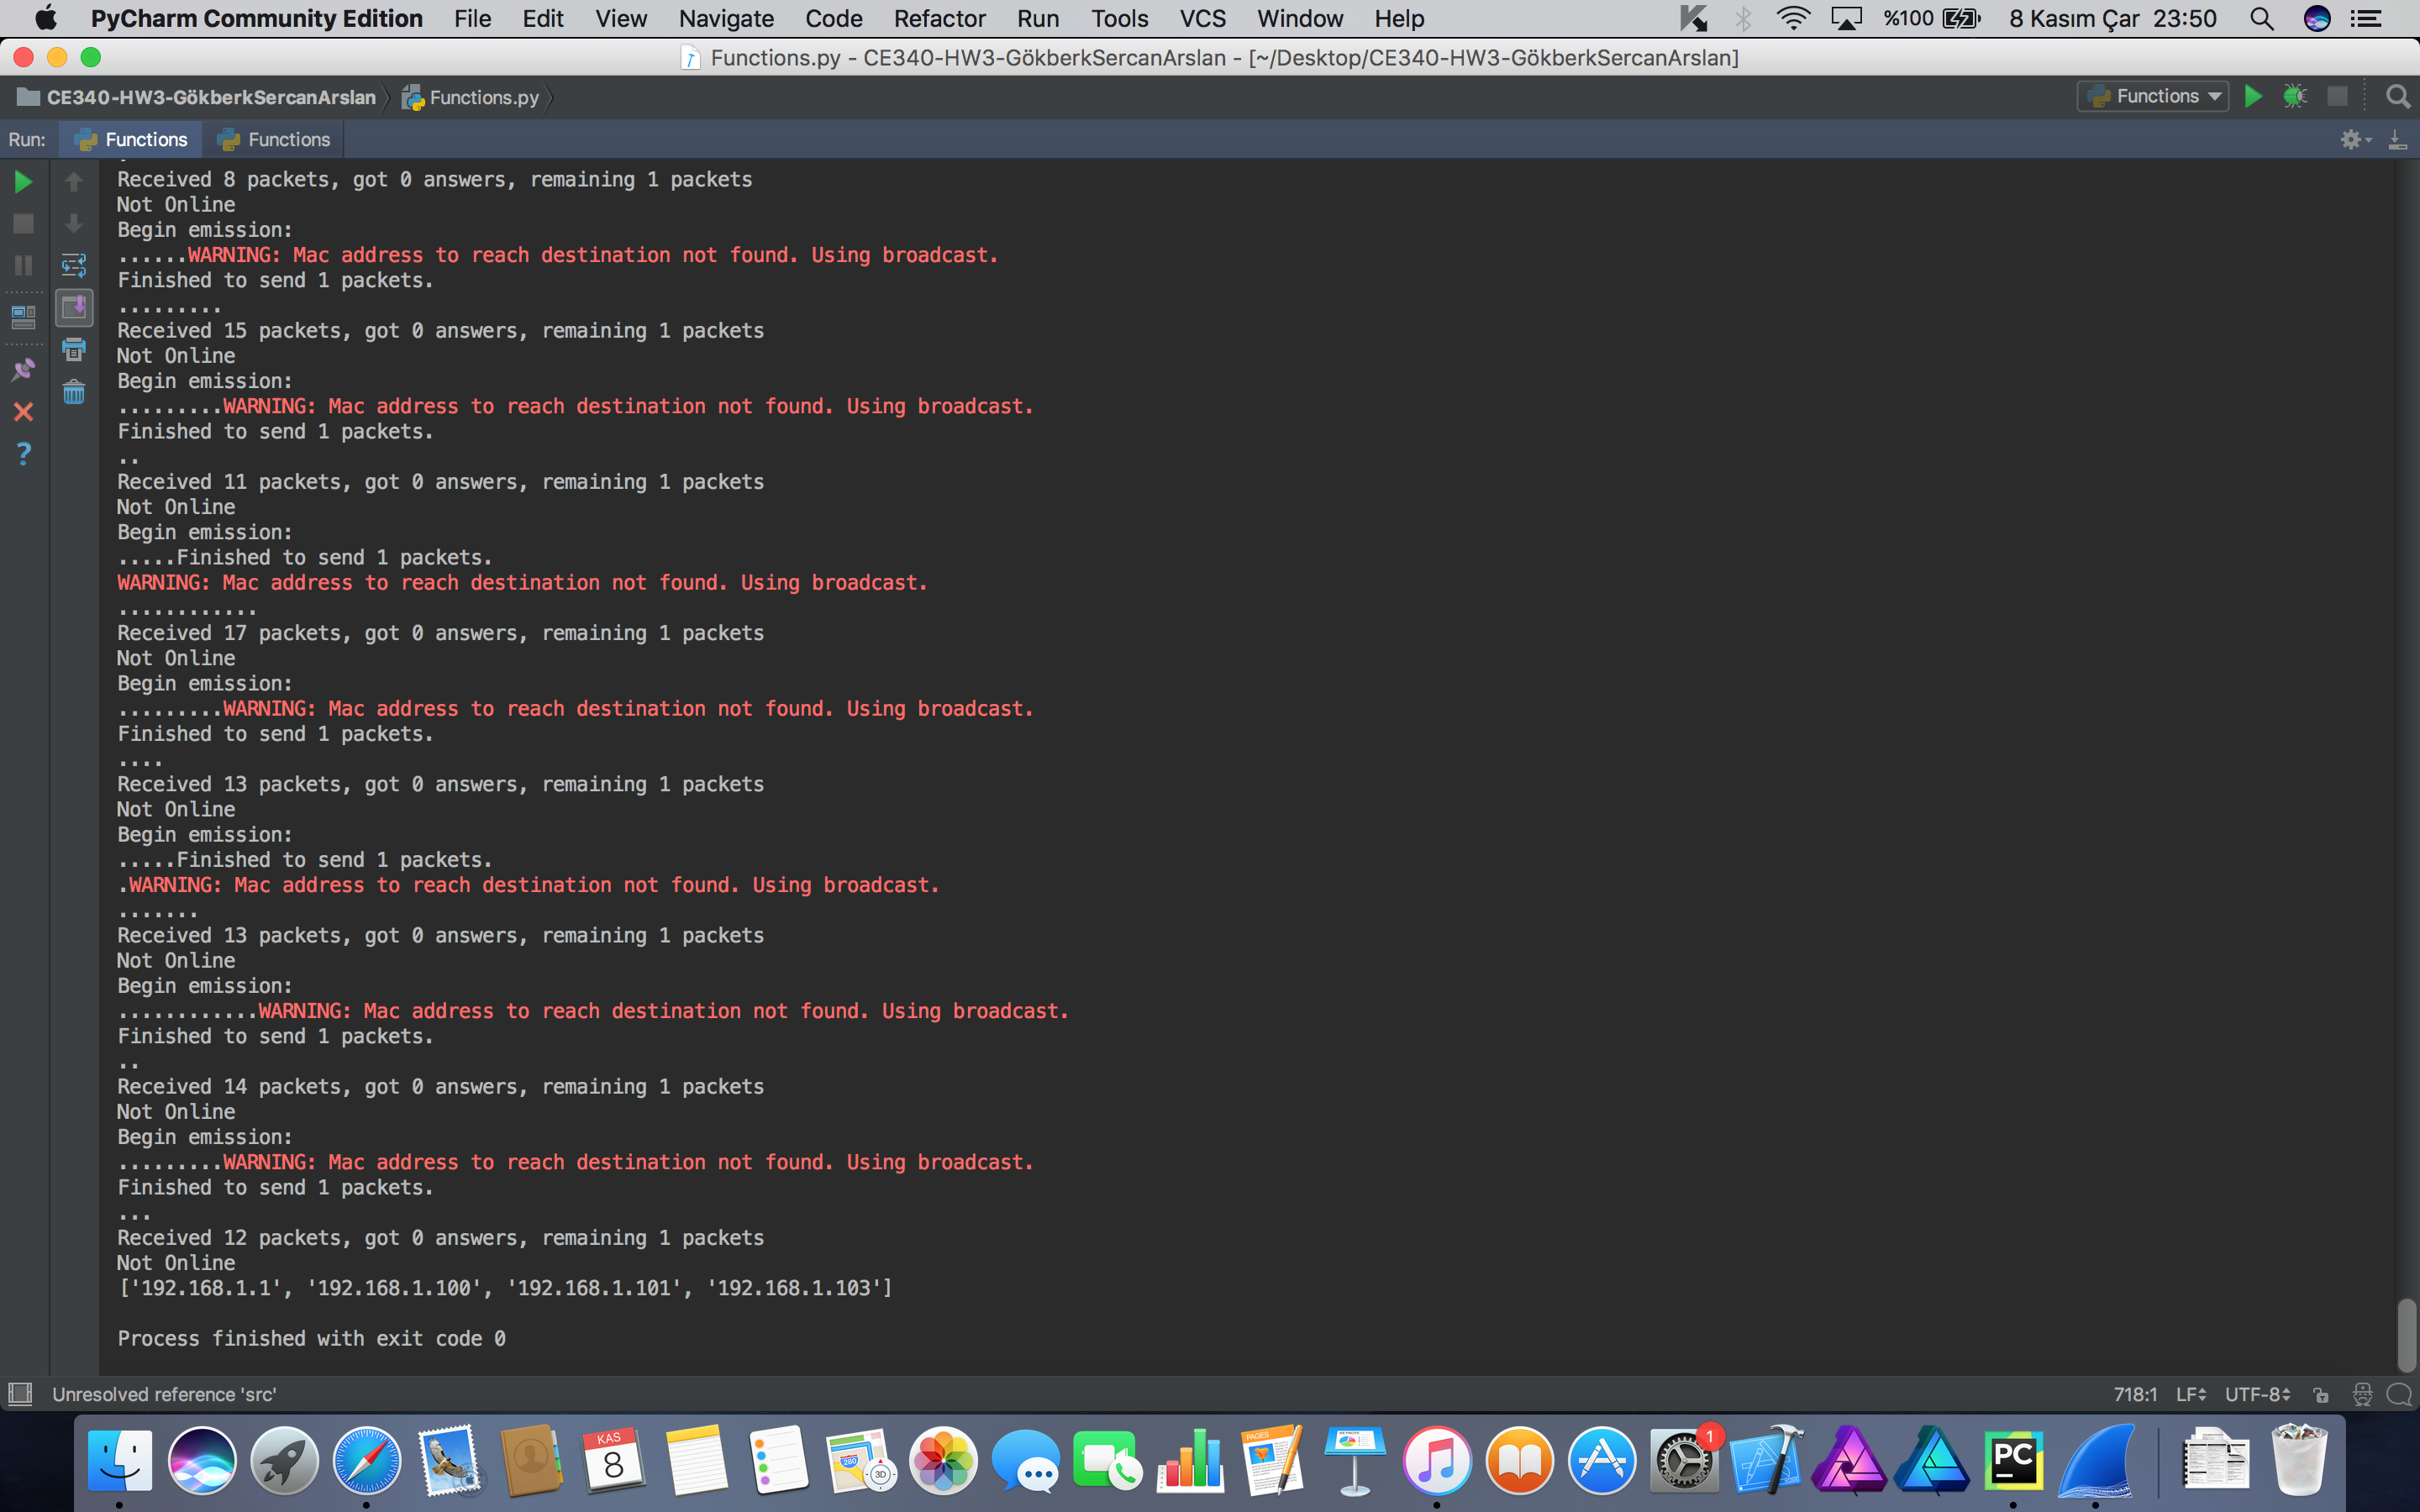 PyCharm Community Edition File Edit View Navigate Code Refactor Run Tools VCS Window Help %100 8 Kasım Çar 23:50
Functions.py - CE340-HW3-GökberkSercanArslan - [~/Desktop/CE340-HW3-GökberkSercanArslan]
CE340-HW3-GökberkSercanArslan Functions.py Functions
Run: Functions Functions
Received 8 packets, got 0 answers, remaining 1 packets
Not Online
Begin emission:
......WARNING: Mac address to reach destination not found. Using broadcast.
Finished to send 1 packets.
.........
Received 15 packets, got 0 answers, remaining 1 packets
Not Online
Begin emission:
.........WARNING: Mac address to reach destination not found. Using broadcast.
Finished to send 1 packets.
..
Received 11 packets, got 0 answers, remaining 1 packets
Not Online
Begin emission:
.....Finished to send 1 packets.
WARNING: Mac address to reach destination not found. Using broadcast.
............
Received 17 packets, got 0 answers, remaining 1 packets
Not Online
Begin emission:
.........WARNING: Mac address to reach destination not found. Using broadcast.
Finished to send 1 packets.
....
Received 13 packets, got 0 answers, remaining 1 packets
Not Online
Begin emission:
.....Finished to send 1 packets.
.WARNING: Mac address to reach destination not found. Using broadcast.
.......
Received 13 packets, got 0 answers, remaining 1 packets
Not Online
Begin emission:
............WARNING: Mac address to reach destination not found. Using broadcast.
Finished to send 1 packets.
..
Received 14 packets, got 0 answers, remaining 1 packets
Not Online
Begin emission:
.........WARNING: Mac address to reach destination not found. Using broadcast.
Finished to send 1 packets.
...
Received 12 packets, got 0 answers, remaining 1 packets
Not Online
['192.168.1.1', '192.168.1.100', '192.168.1.101', '192.168.1.103']
Process finished with exit code 0
Unresolved reference 'src' 718:1 LF UTF-8
KAS
8
280
3D
PAGES
1
PC